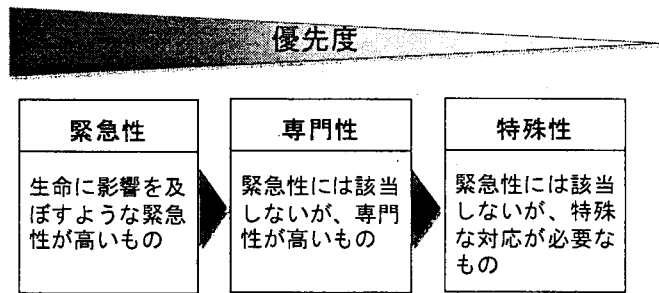 優先度
緊急性
生命に影響を及
ぼすような緊急
性が高いもの
専門性
緊急性には該当
しないが、専門
性が高いもの
特殊性
緊急性には該当
しないが、特殊
な対応が必要な
もの